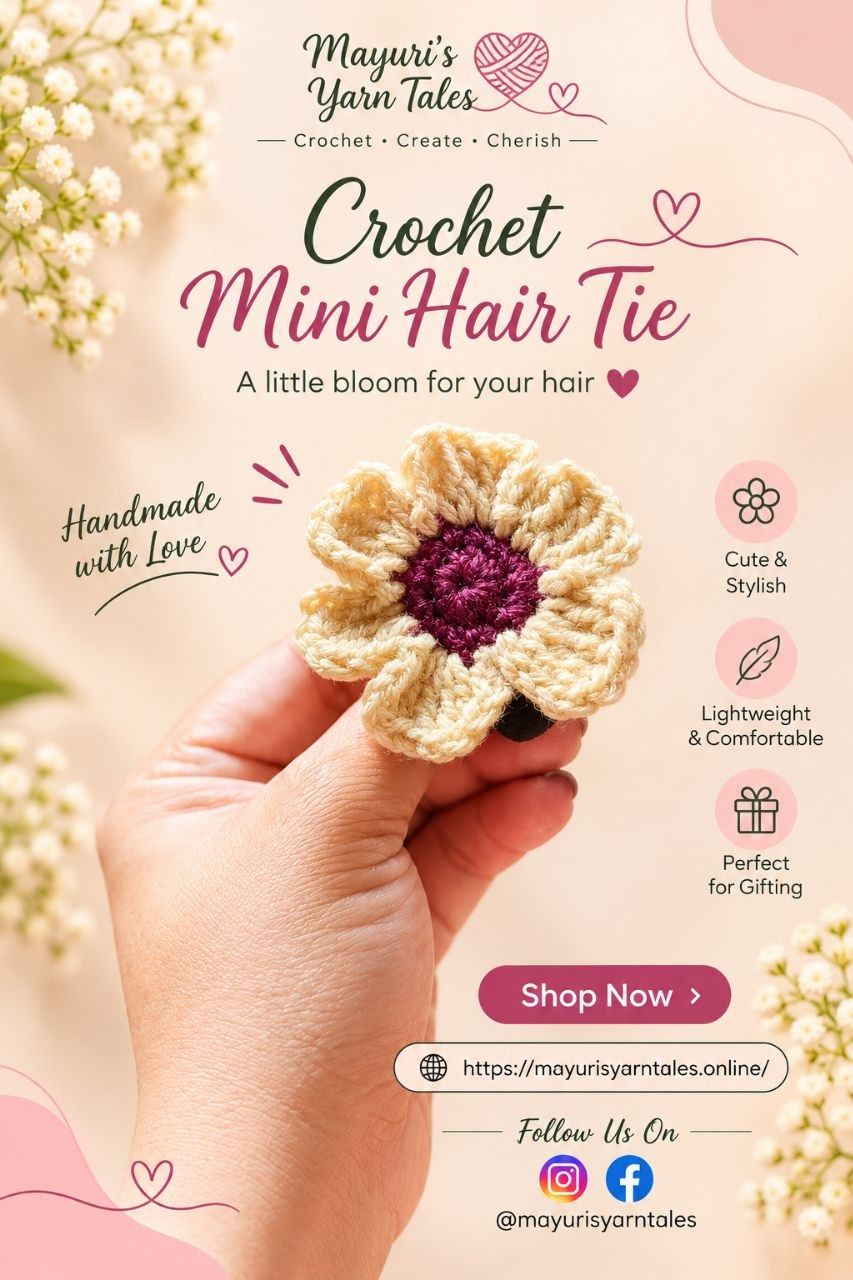 Mayuri's
Yarn Tales
Crochet • Create • Cherish
Crochet
Mini Hair Tie
A little bloom for your hair
Handmade
with Love
Cute &
Stylish
Lightweight
& Comfortable
Perfect
for Gifting
Shop Now
https://mayurisyarntales.online/
Follow Us On
@mayurisyarntales